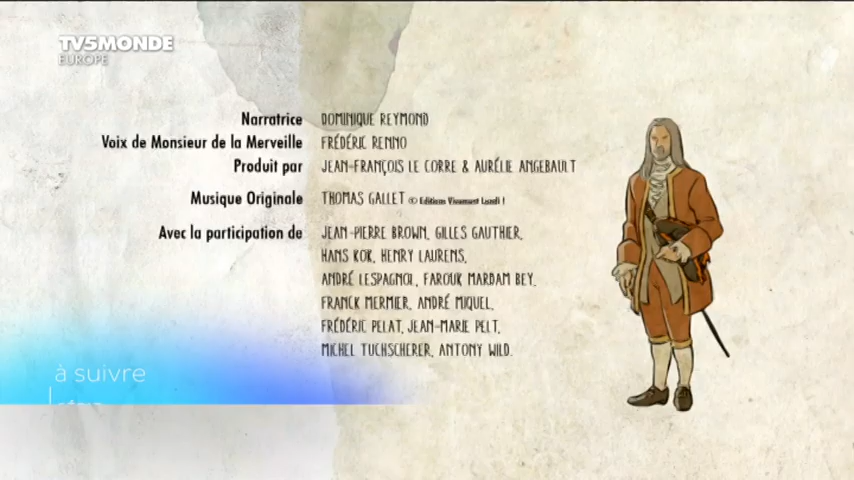 TV5MONDE
EUROPE
Narratrice DOMINIQUE REYMOND
Voix de Monsieur de la Merveille FRÉDÉRIC RENNO
Produit par JEAN-FRANÇOIS LE CORRE & AURÉLIE ANGEBAULT
Musique Originale THOMAS GALLET © Editions Vivement Lundi !
Avec la participation de JEAN-PIERRE BROWN, GILLES GAUTHIER,
HANS KOK, HENRY LAURENS,
ANDRÉ LESPAGNOL, FAROUK MARDAM BEY,
FRANCK MERMIER, ANDRÉ MIQUEL,
FRÉDÉRIC PELAT, JEAN-MARIE PELT,
MICHEL TUCHSCHERER, ANTONY WILD.
à suivre